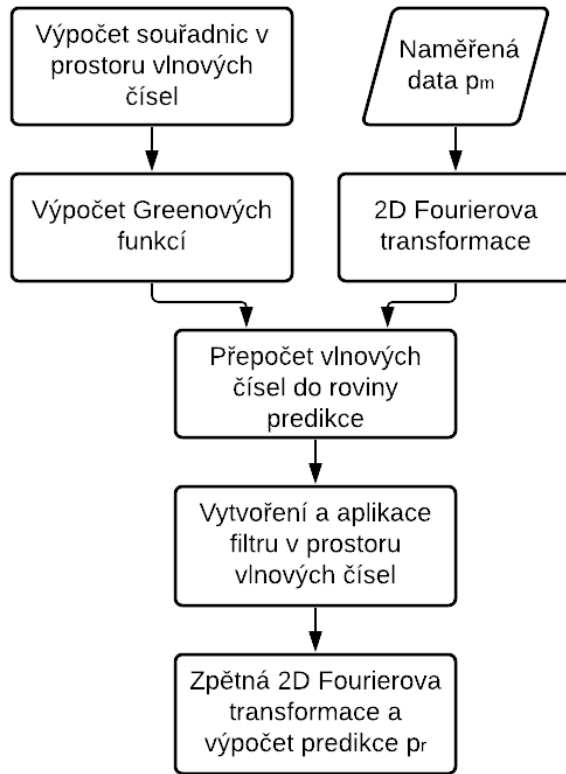 Výpočet souřadnic v
prostoru vlnových
čísel
Naměřená
data pm
Výpočet Greenových
funkcí
2D Fourierova
transformace
Přepočet vlnových
čísel do roviny
predikce
Vytvoření a aplikace
filtru v prostoru
vlnových čísel
Zpětná 2D Fourierova
transformace a
výpočet predikce pr